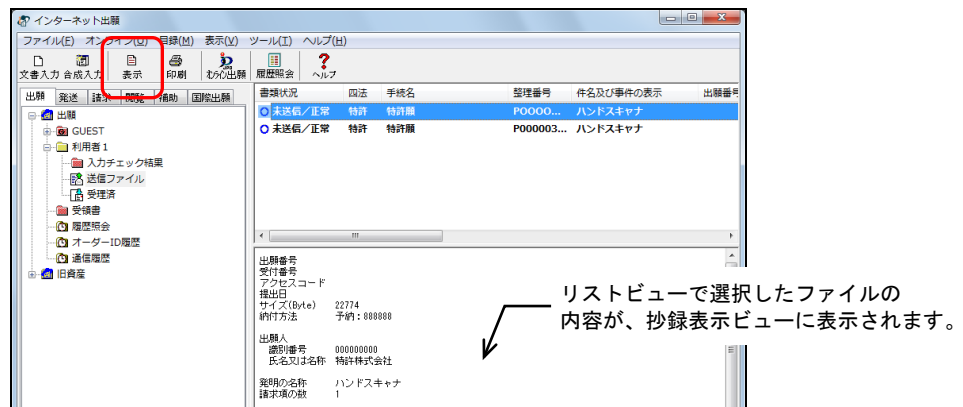 インターネット出願
ファイル(F) オンライン(O) 目録(M) 表示(V) ツール(T) ヘルプ(H)
文書入力 合成入力 表示 印刷 わらべ出願 履歴照会 ヘルプ
出願 発送 請求 閲覧 補助 国際出願
書類状況 四法 手続名 整理番号 件名及び事件の表示 出願番号
未送信／正常 特許 特許願 P0000... ハンドスキャナ
未送信／正常 特許 特許願 P000003... ハンドスキャナ
出願
GUEST
利用者１
入力チェック結果
送信ファイル
受理済
受領書
履歴照会
オーダーID履歴
通信履歴
旧資産
出願番号
受付番号
アクセスコード
提出日
サイズ(Byte) 22774
納付方法 予納：888888
出願人
識別番号 000000000
氏名又は名称 特許株式会社
発明の名称 ハンドスキャナ
請求項の数 1
リストビューで選択したファイルの
内容が、抄録表示ビューに表示されます。